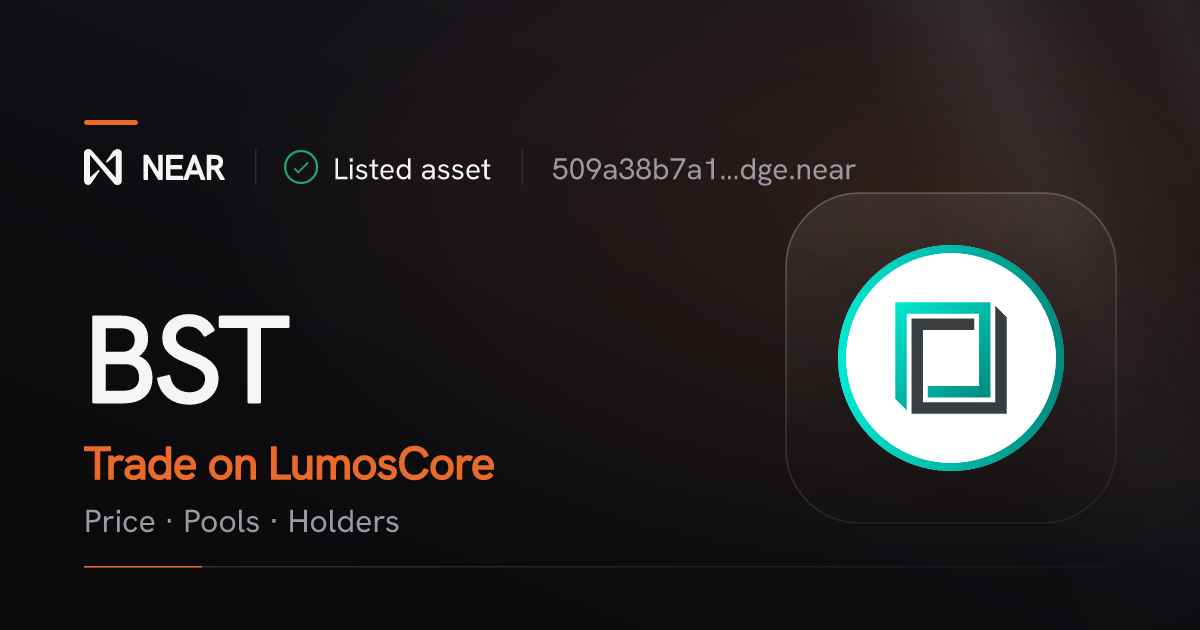 NEAR Listed asset 509a38b7a1...dge.near
BST
Trade on LumosCore
Price · Pools · Holders